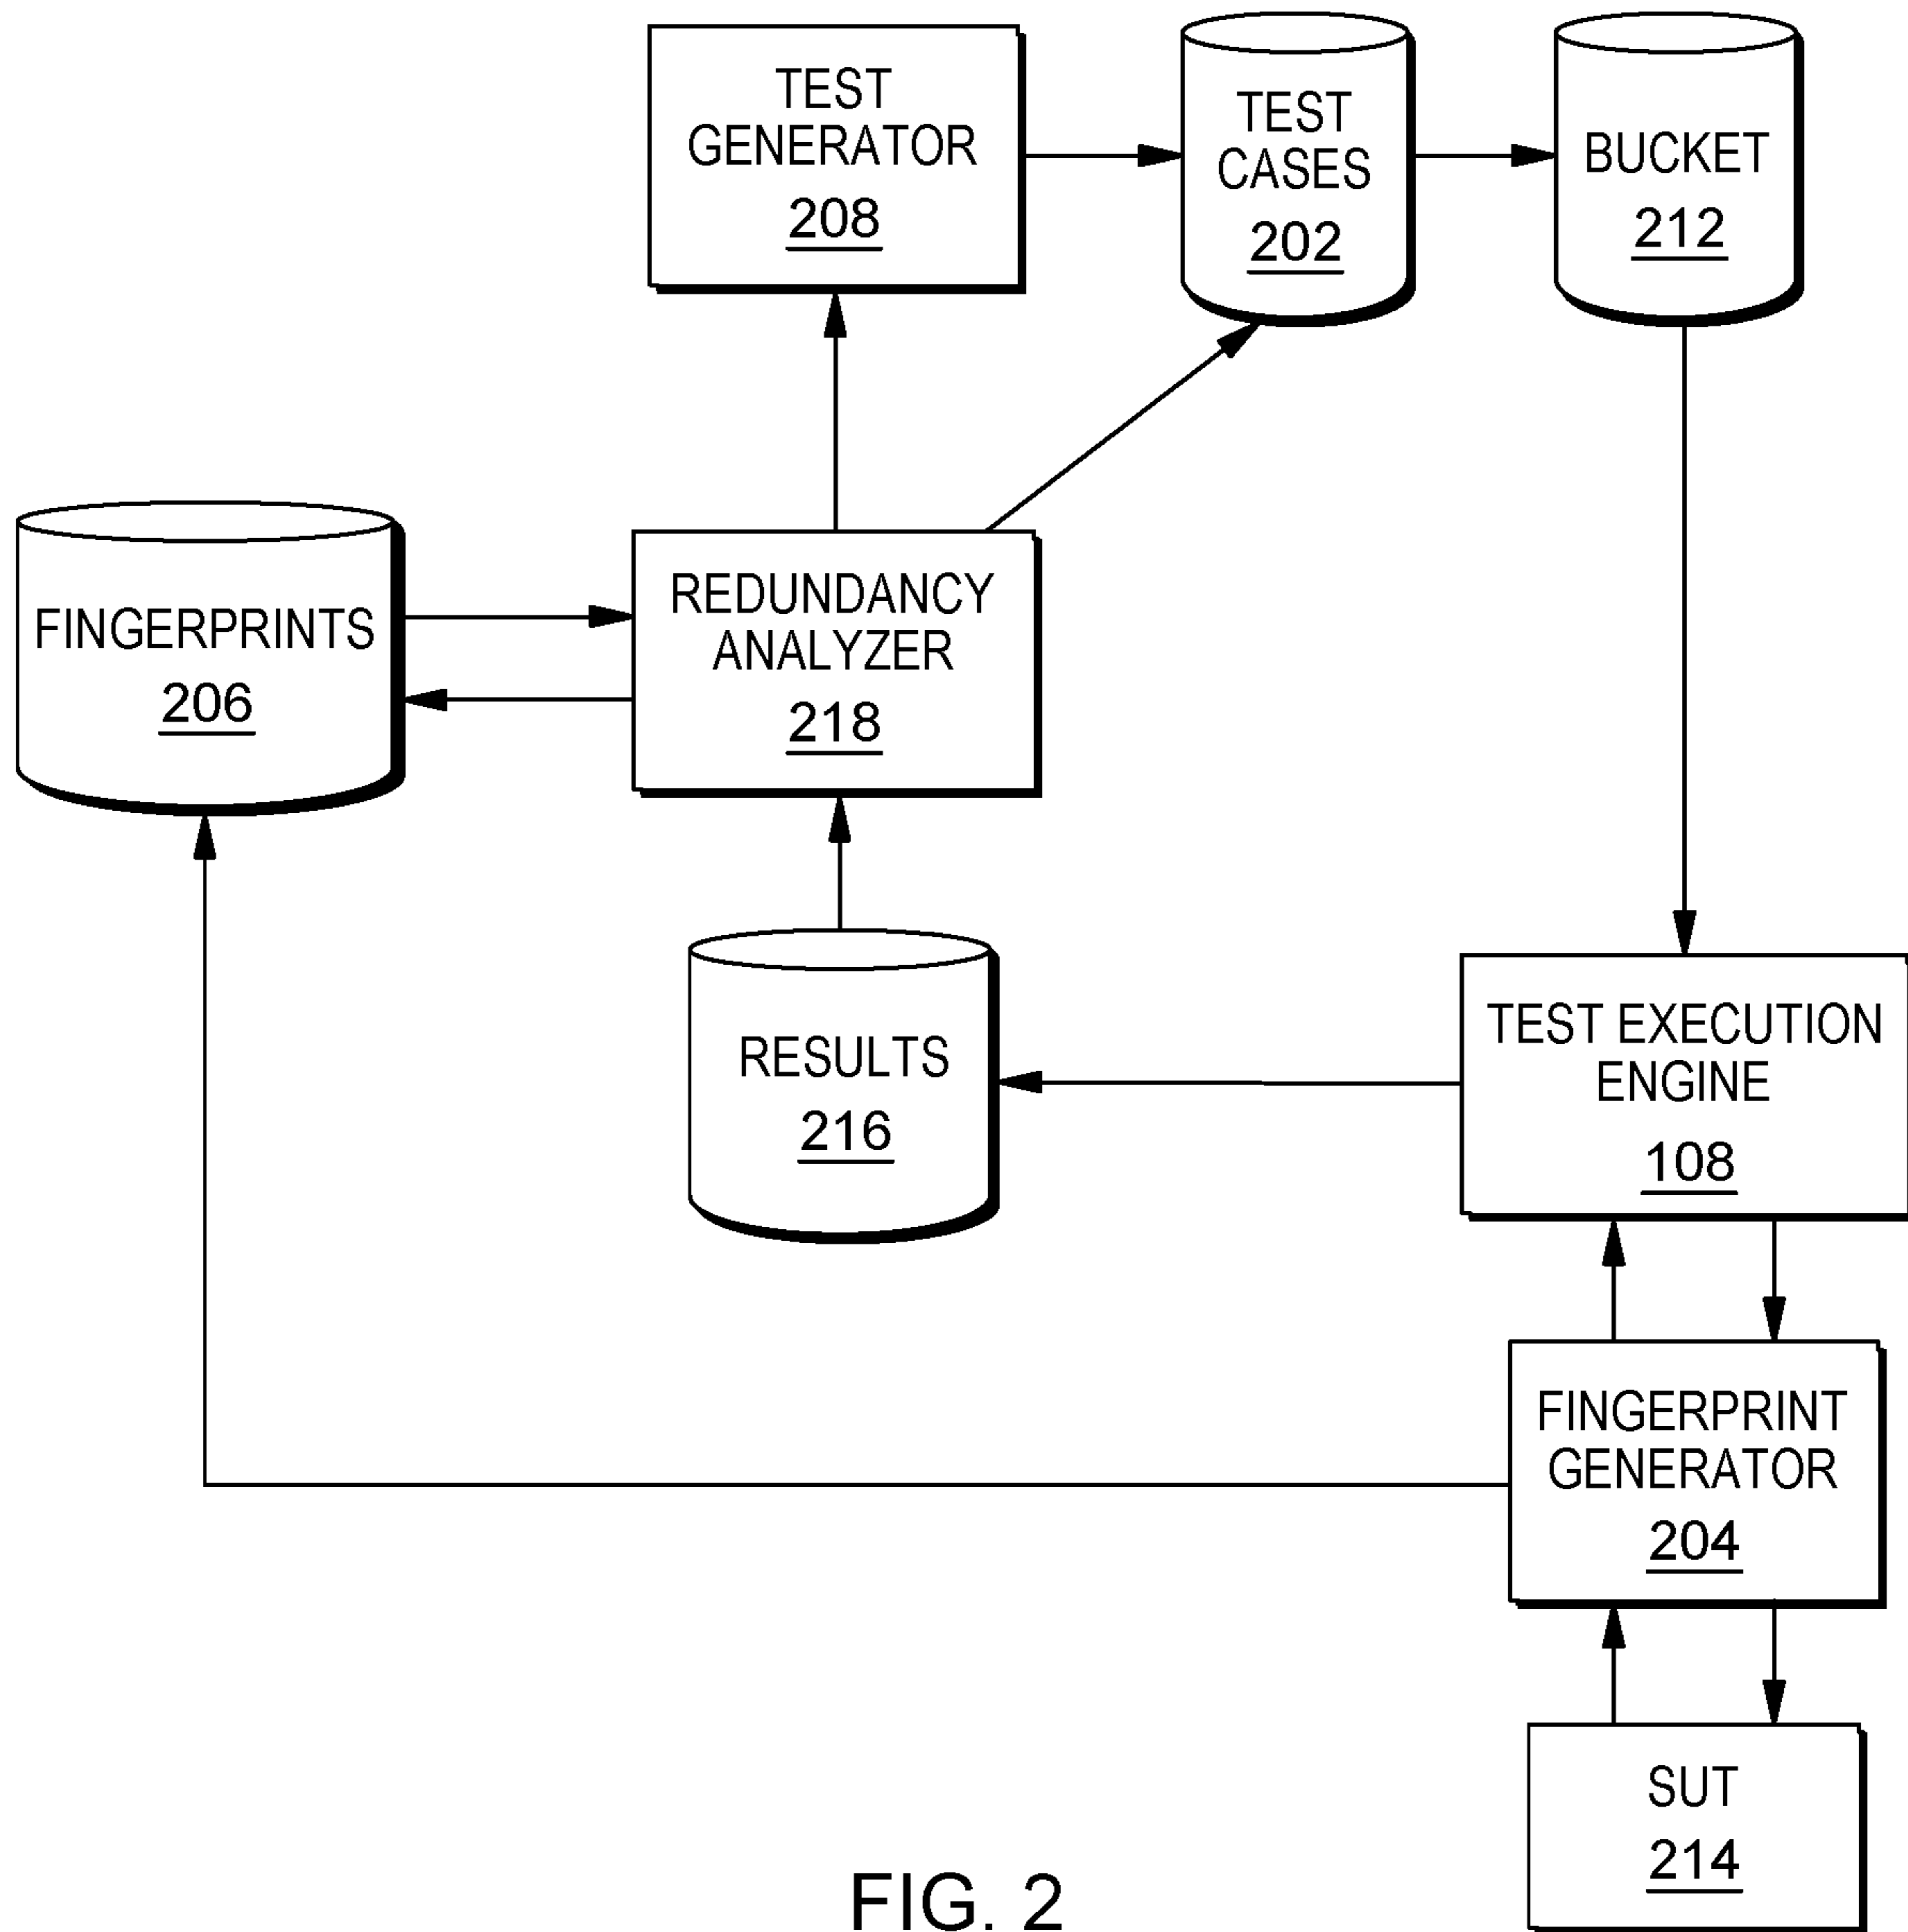 TEST
GENERATOR
208
TEST
CASES
202
BUCKET
212
FINGERPRINTS
206
REDUNDANCY
ANALYZER
218
RESULTS
216
TEST EXECUTION
ENGINE
108
FINGERPRINT
GENERATOR
204
SUT
214
FIG. 2